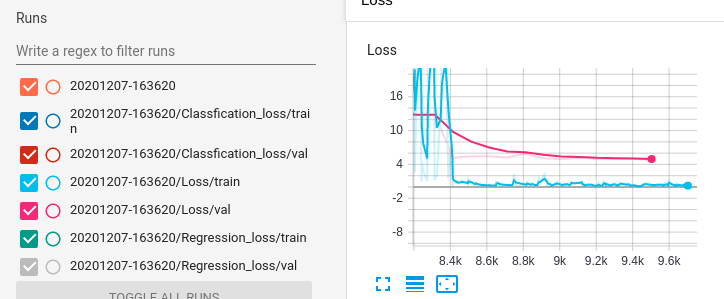 Runs
Write a regex to filter runs
20201207-163620
20201207-163620/Classfication_loss/trai
n
20201207-163620/Classfication_loss/val
20201207-163620/Loss/train
20201207-163620/Loss/val
20201207-163620/Regression_loss/train
20201207-163620/Regression_loss/val
TOGGLE ALL RUNS
Loss
Loss
16
10
4
-2
-8
8.4k 8.6k 8.8k 9k 9.2k 9.4k 9.6k